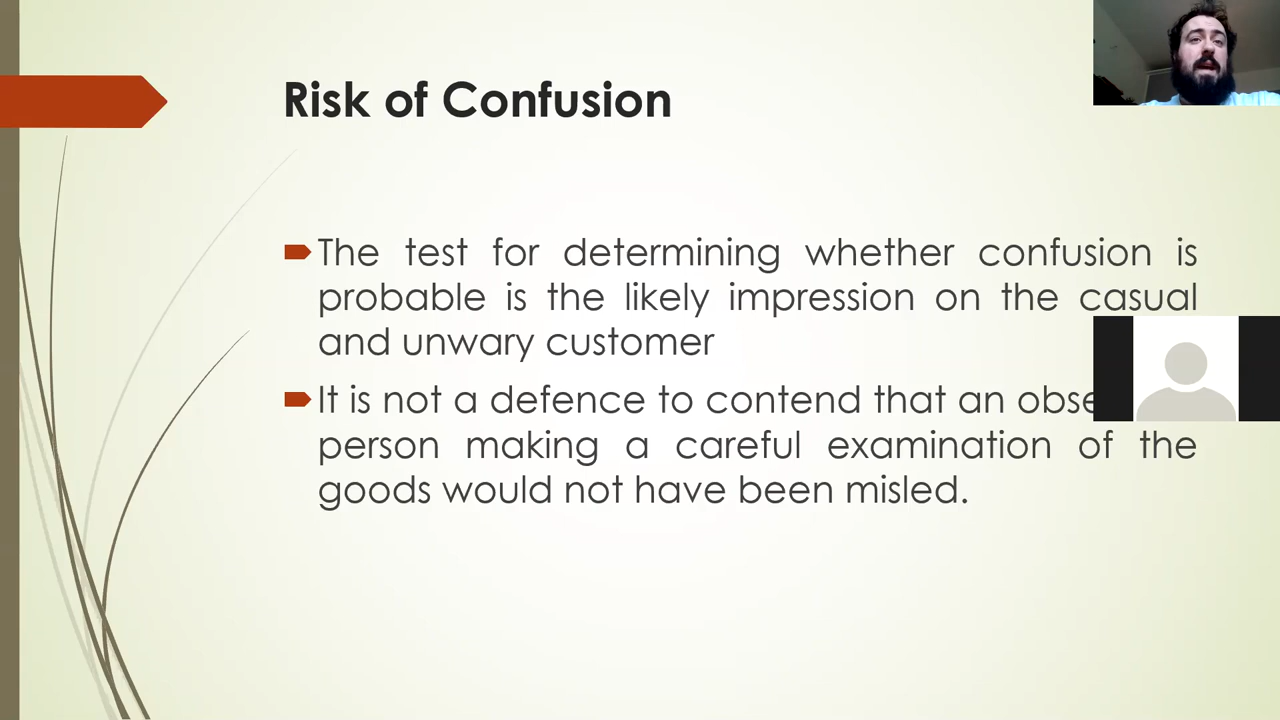 Risk of Confusion
The test for determining whether confusion is
probable is the likely impression on the casual
and unwary customer
It is not a defence to contend that an
person making a careful examination of the
goods would not have been misled.